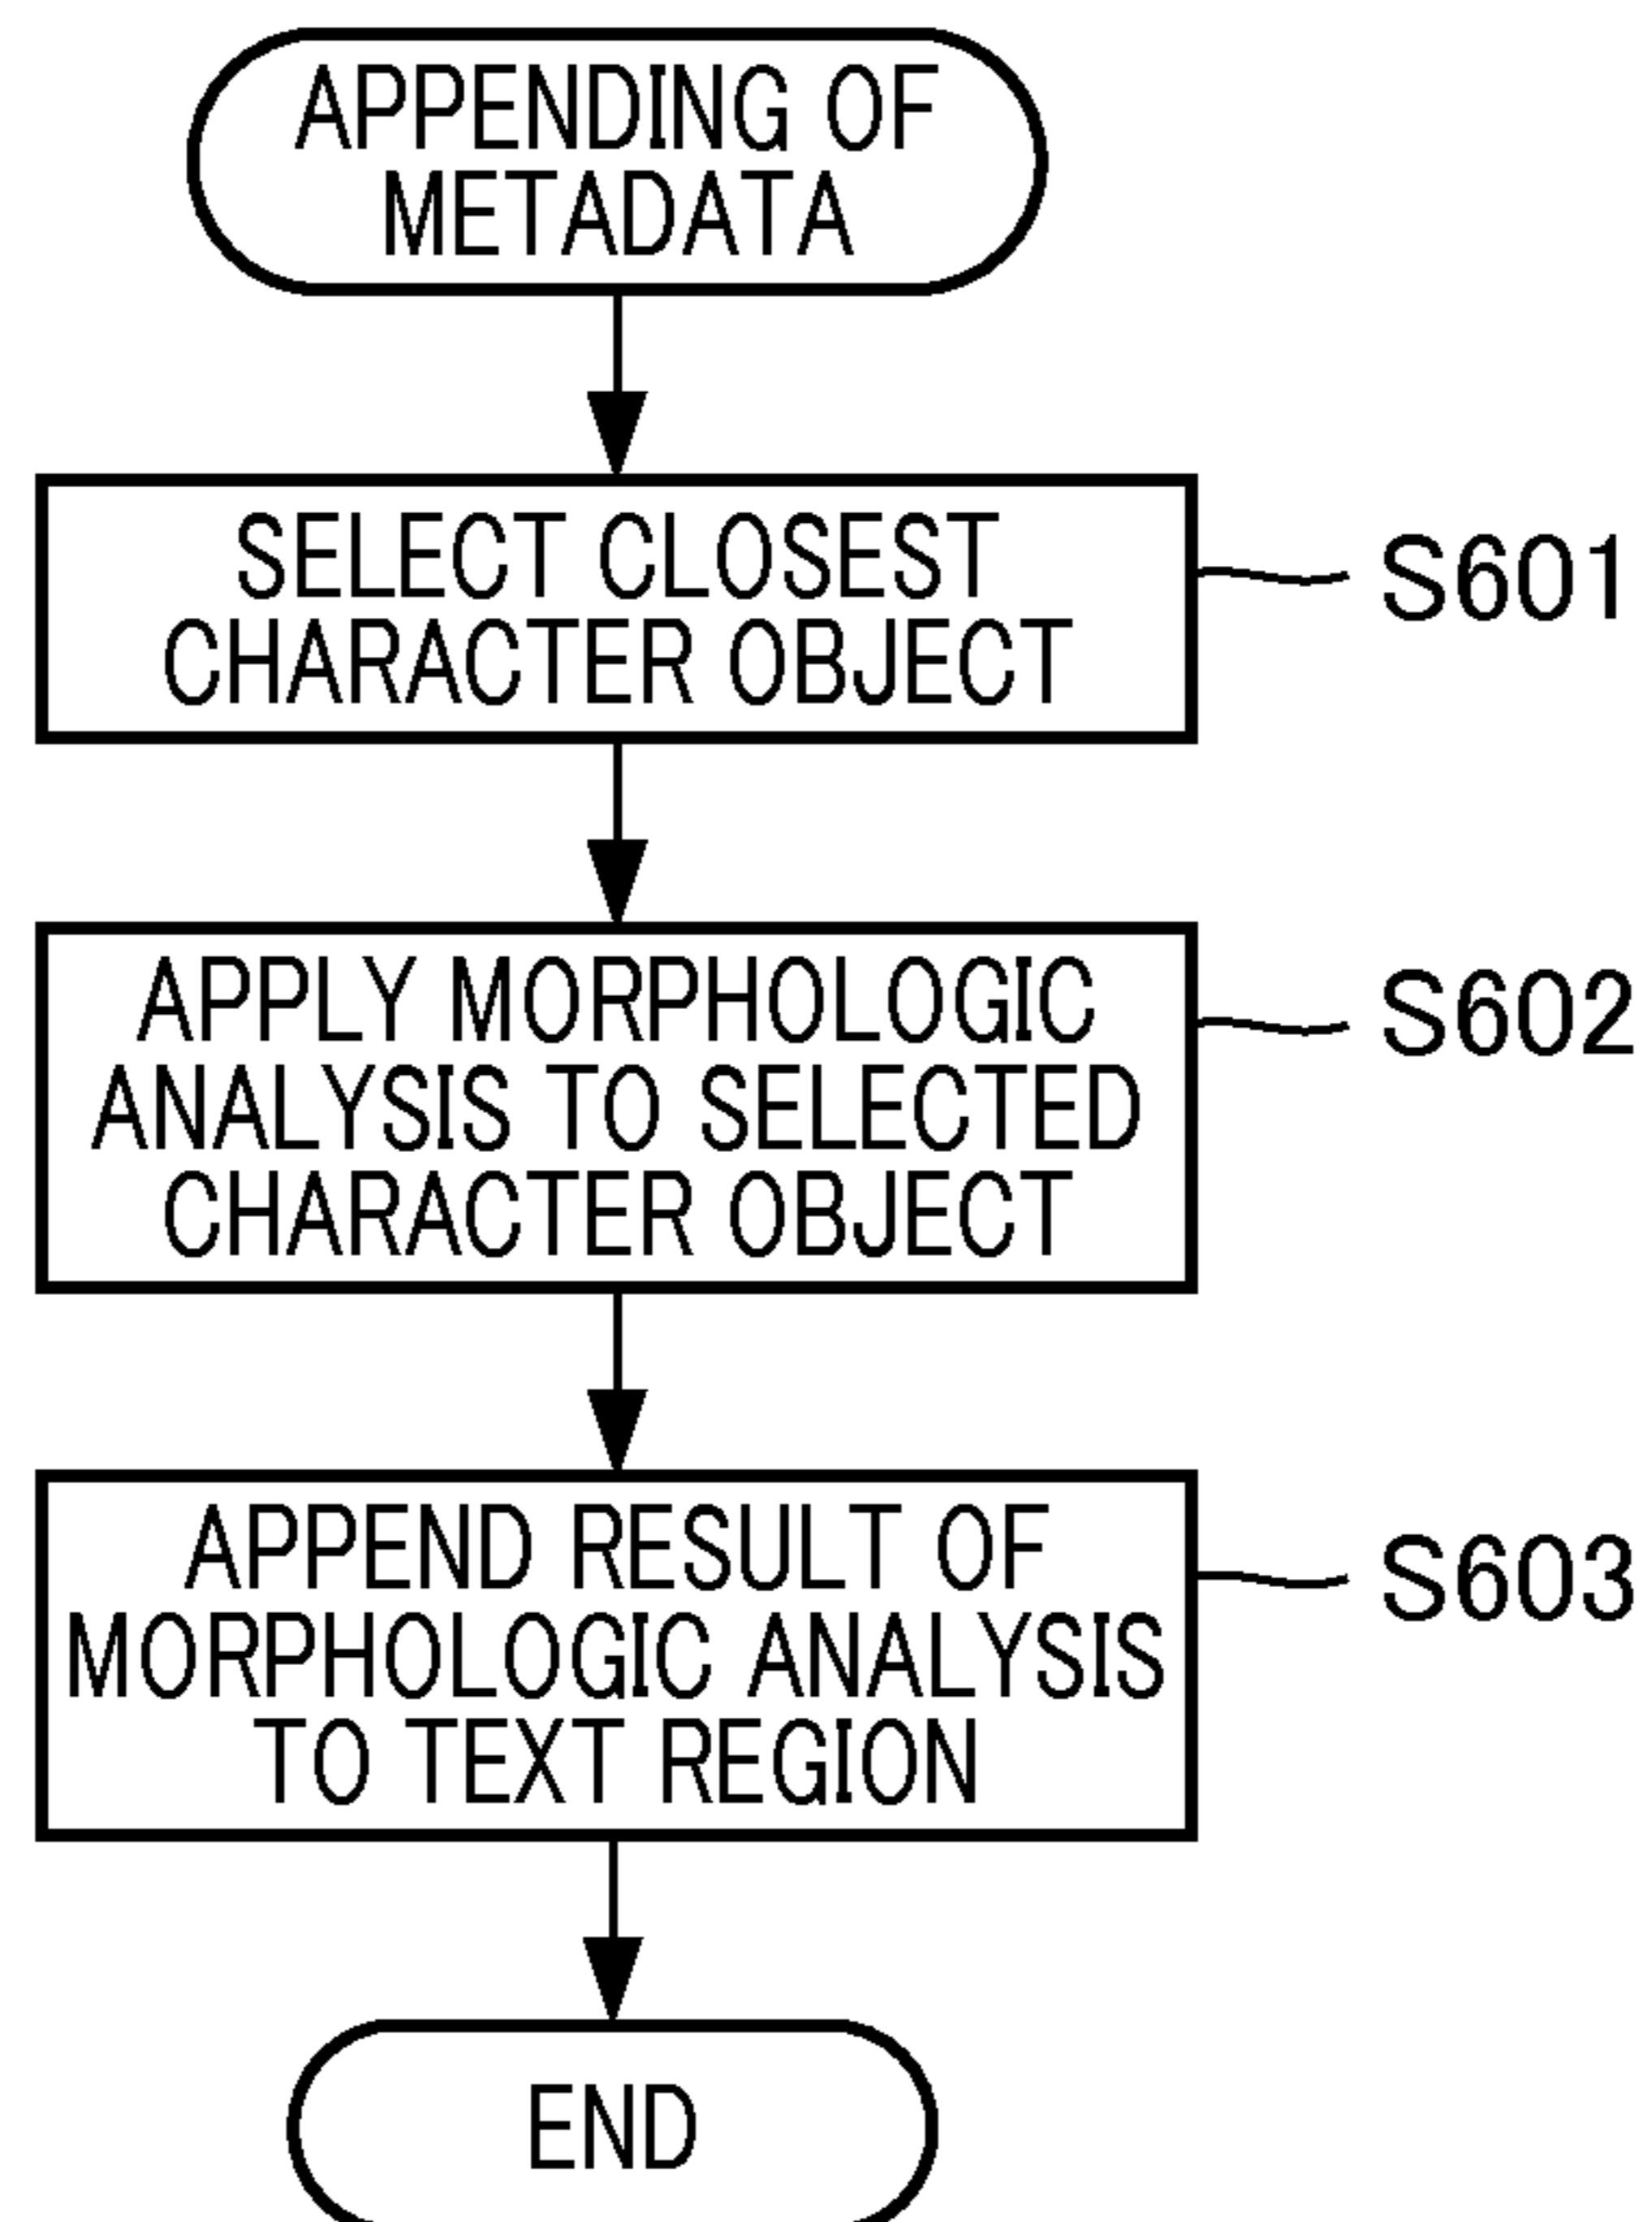 APPENDING OF
METADATA
SELECT CLOSEST
CHARACTER OBJECT
S601
APPLY MORPHOLOGIC
ANALYSIS TO SELECTED
CHARACTER OBJECT
S602
APPEND RESULT OF
MORPHOLOGIC ANALYSIS
TO TEXT REGION
S603
END